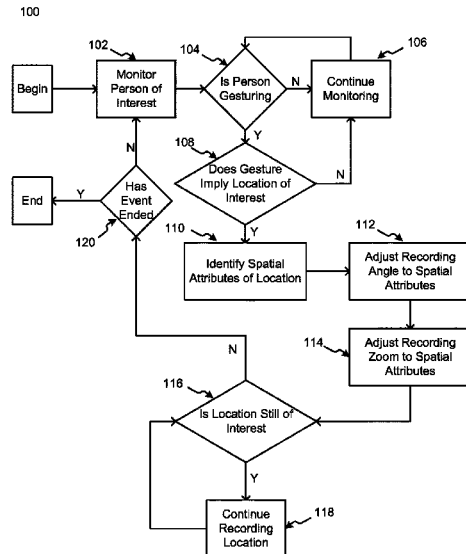 100
102
104
106
Begin
Monitor
Person of
Interest
Is Person
Gesturing
N
Continue
Monitoring
Y
108
Does Gesture
Imply Location of
Interest
N
N
Has
Event
Ended
Y
End
120
Y
110
112
Identify Spatial
Attributes of Location
Adjust Recording
Angle to Spatial
Attributes
114
Adjust Recording
Zoom to Spatial
Attributes
N
116
Is Location Still of
Interest
Y
Continue
Recording
Location
118